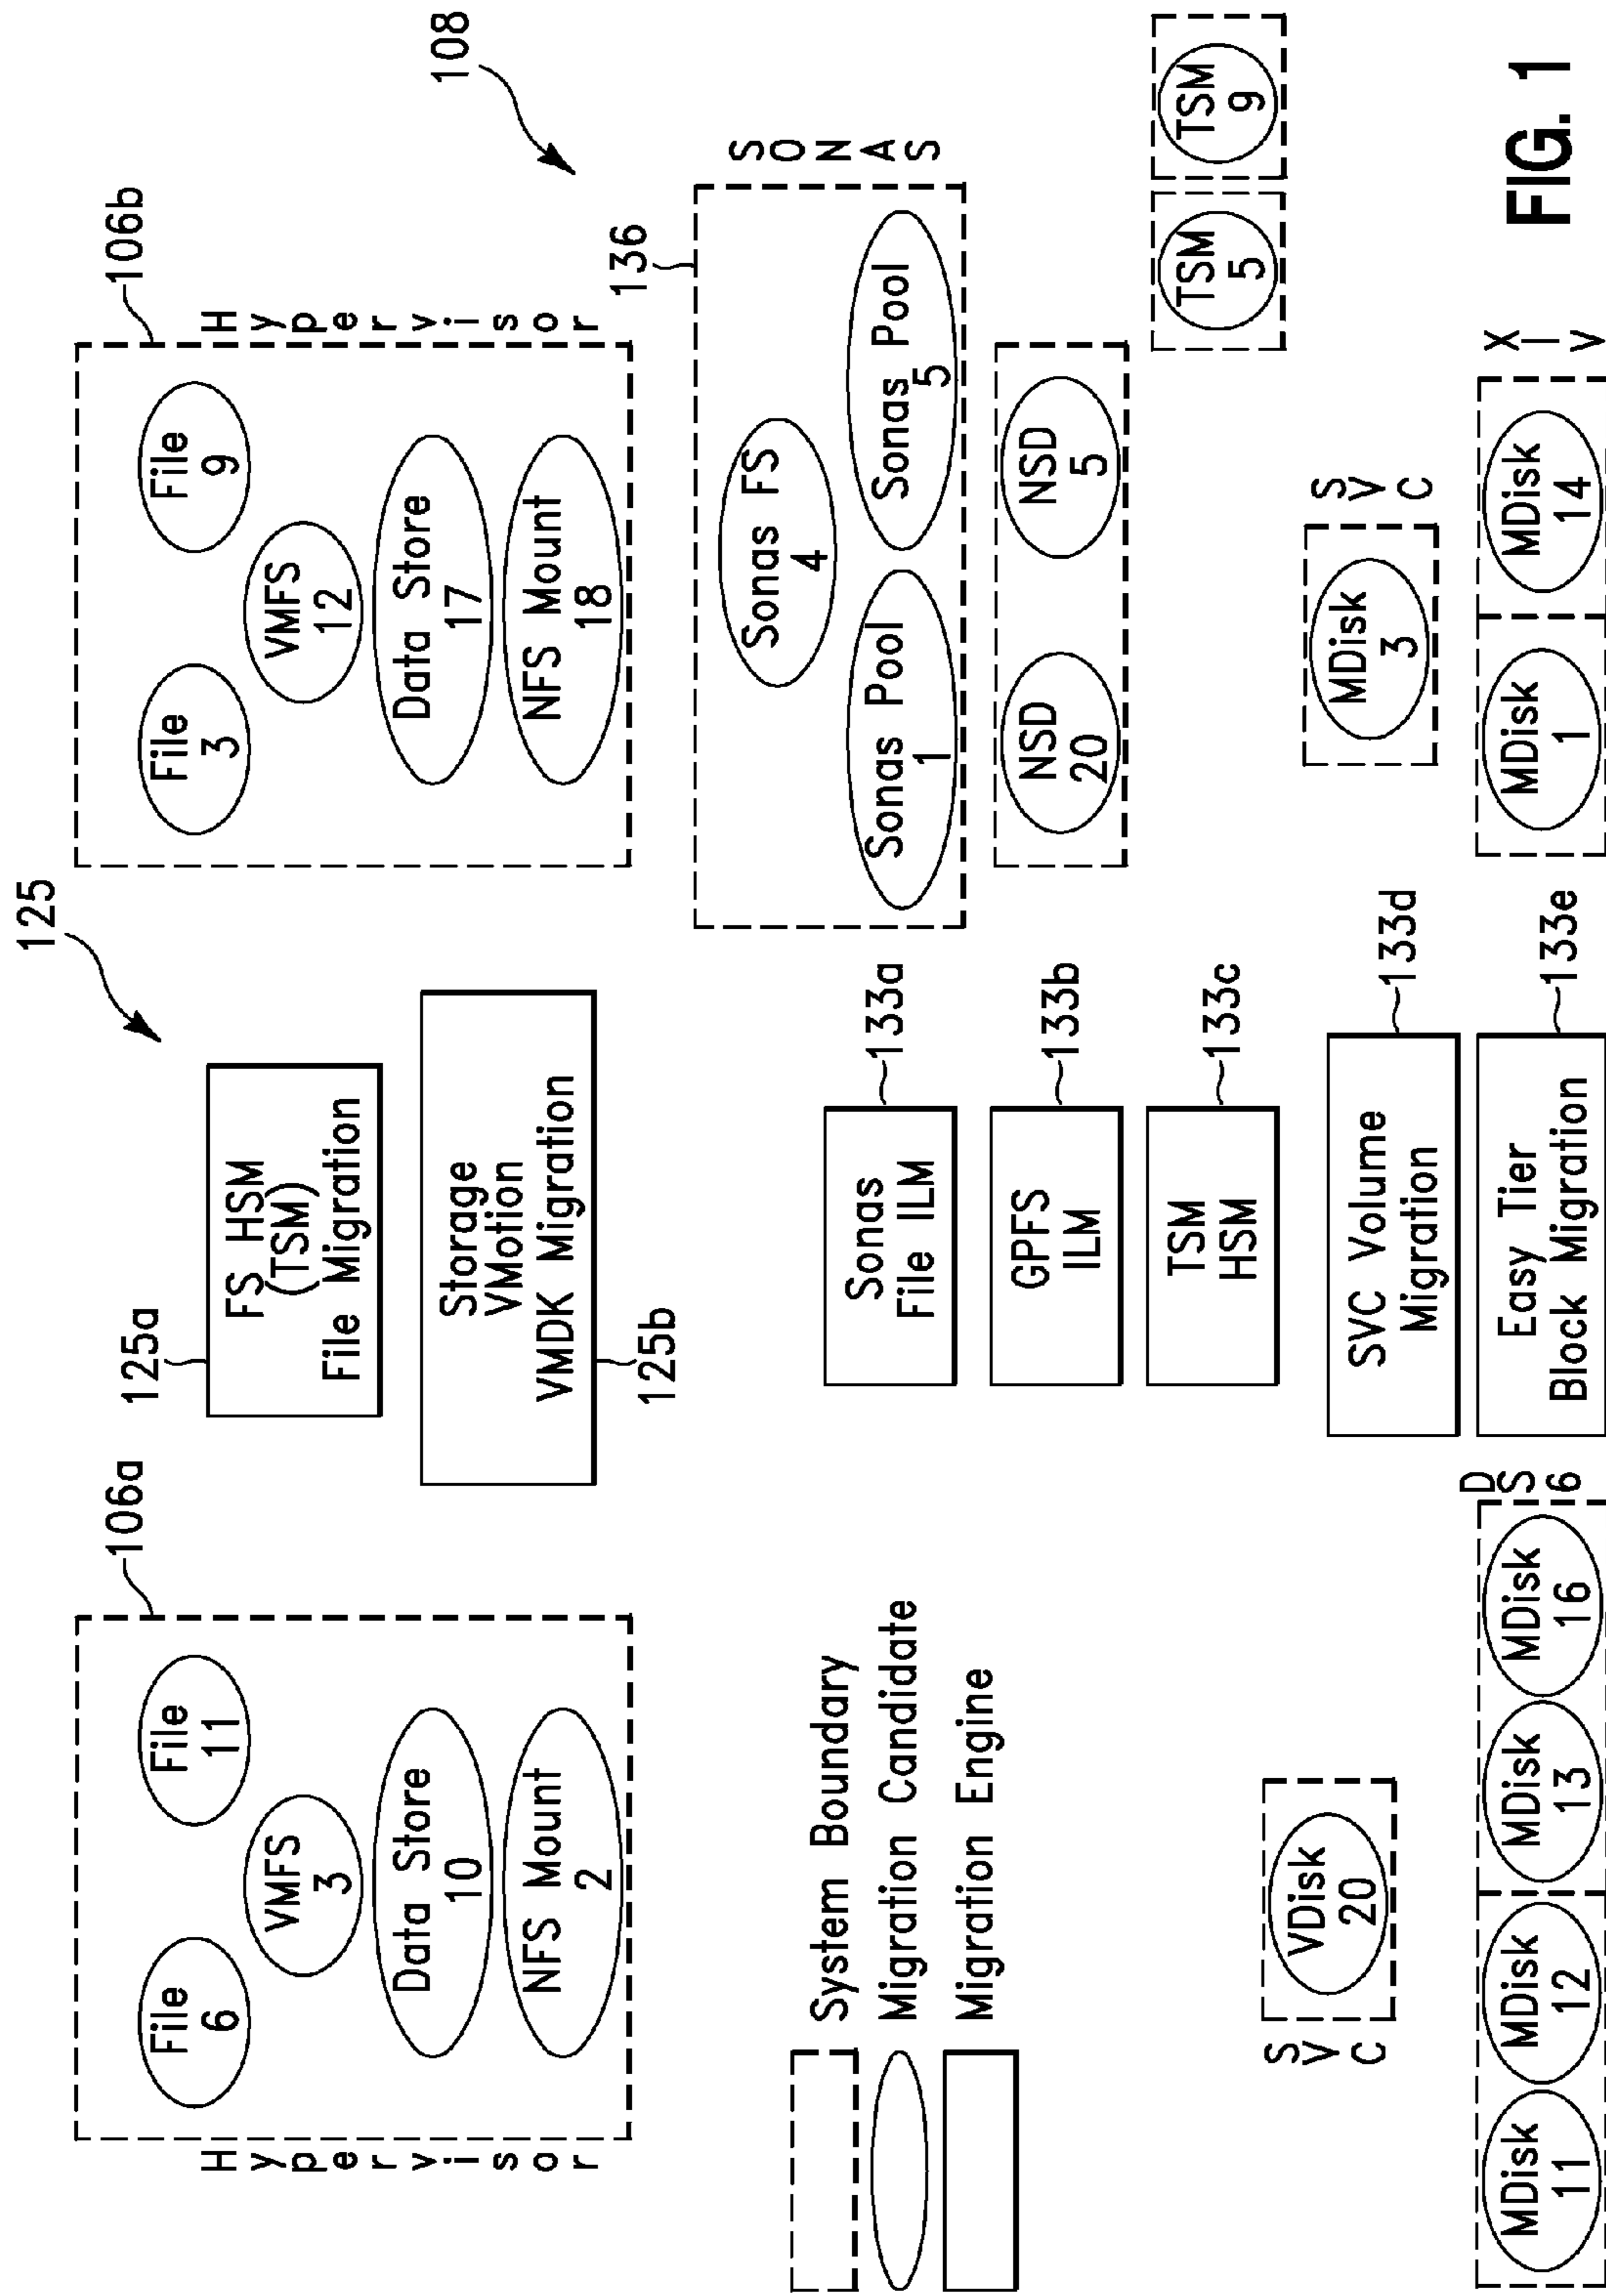 125
106a
106b
108
Hypervisor
File
6
File
11
VMFS
3
Data Store
10
NFS Mount
2
125a
FS HSM
(TSM)
File Migration
Storage
VMotion
VMDK Migration
125b
File
3
File
9
VMFS
12
Data Store
17
NFS Mount
18
Hypervisor
136
Sonas FS
4
Sonas Pool
1
Sonas Pool
5
SONAS
System Boundary
Migration Candidate
Migration Engine
Sonas
File ILM
133a
GPFS
ILM
133b
TSM
HSM
133c
NSD
20
NSD
5
TSM
5
TSM
9
SVC
VDisk
20
SVC Volume
Migration
133d
MDisk
3
SVC
MDisk
11
MDisk
12
MDisk
13
MDisk
16
DS6
Easy Tier
Block Migration
133e
MDisk
1
MDisk
14
XIV
FIG. 1